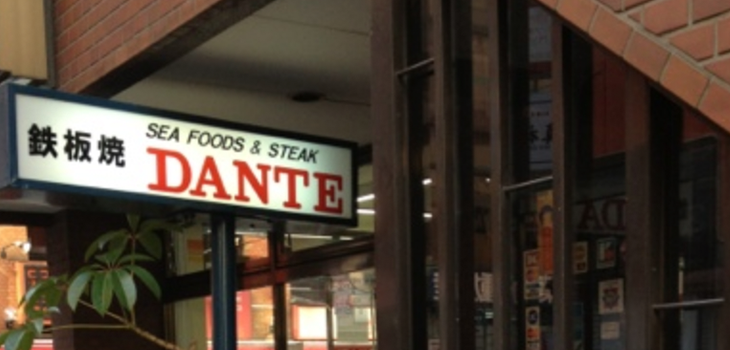 鉄板焼
SEA FOODS & STEAK
DANTE